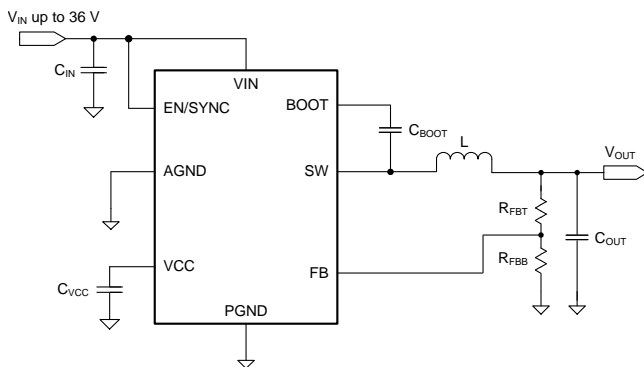 V_IN up to 36 V
C_IN
VIN
EN/SYNC
BOOT
C_BOOT
L
AGND
SW
V_OUT
R_FBT
C_OUT
VCC
FB
R_FBB
C_VCC
PGND